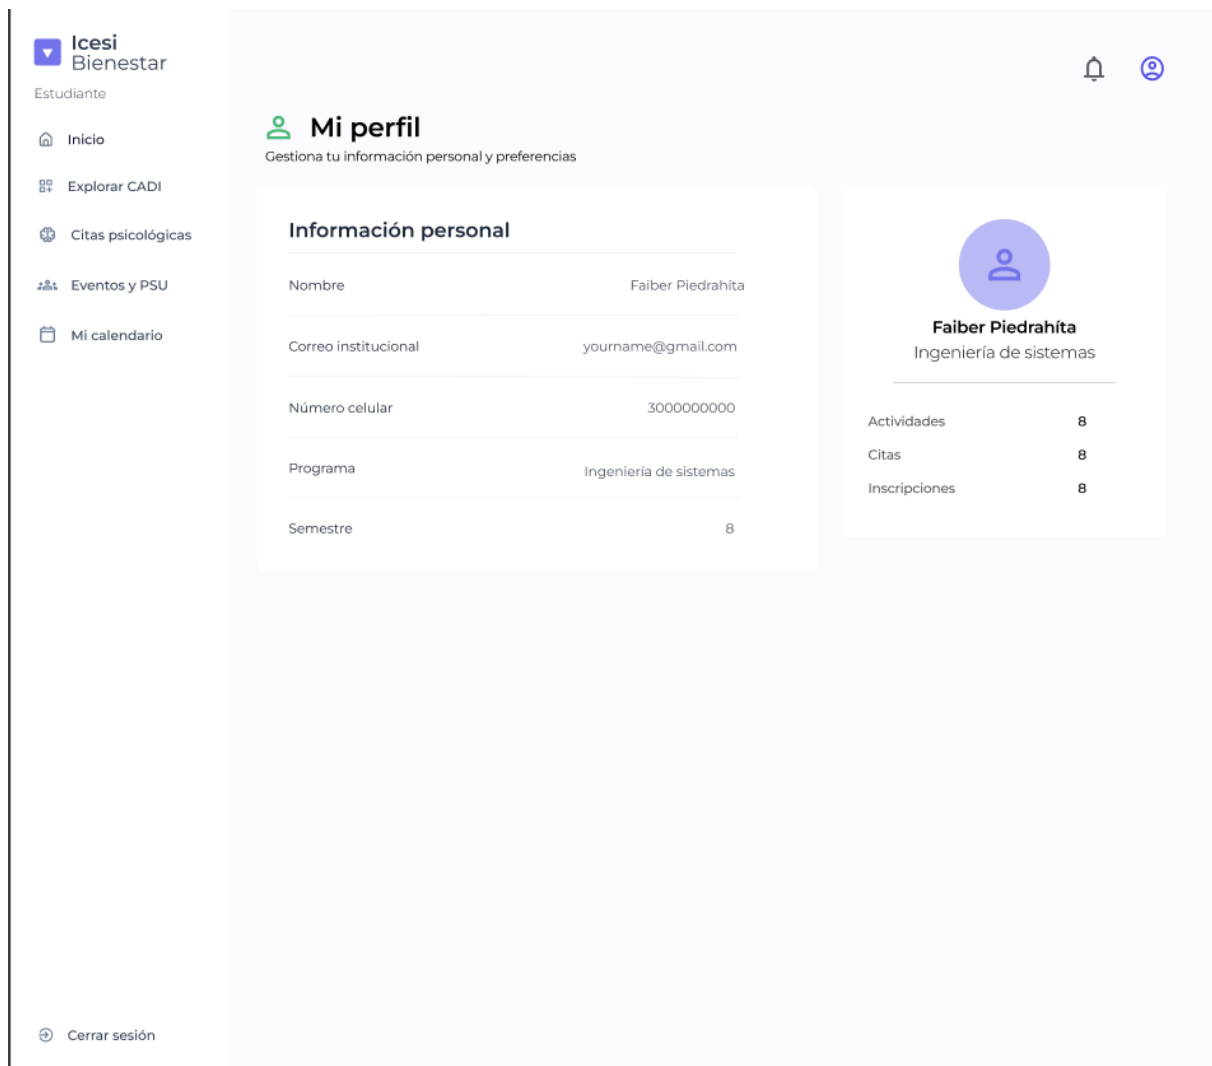 Icesi
Bienestar
Estudiante
Inicio
Explorar CADI
Citas psicológicas
Eventos y PSU
Mi calendario
Cerrar sesión
Mi perfil
Gestiona tu información personal y preferencias
Información personal
Nombre Faiber Piedrahíta
Correo institucional yourname@gmail.com
Número celular 3000000000
Programa Ingeniería de sistemas
Semestre 8
Faiber Piedrahíta
Ingeniería de sistemas
Actividades 8
Citas 8
Inscripciones 8